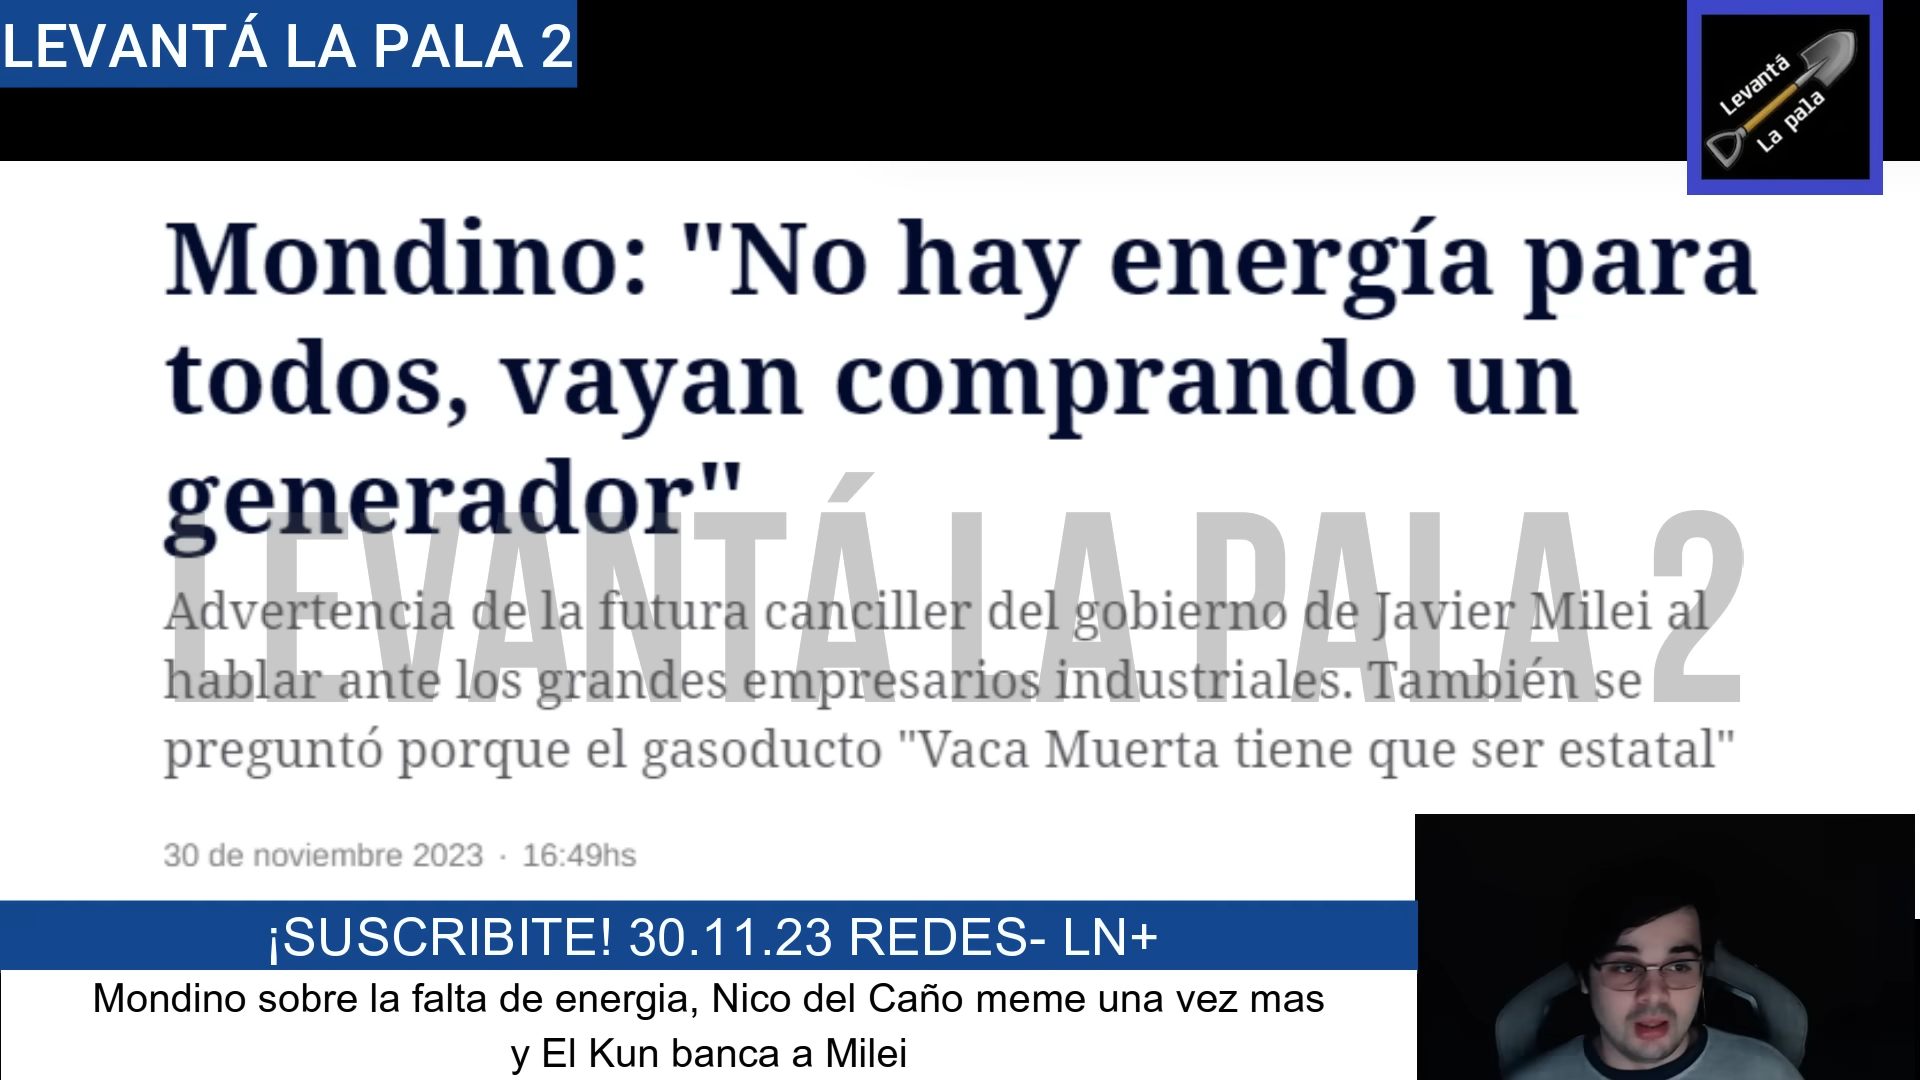 LEVANTÁ LA PALA 2
Levantá
La pala
Mondino: "No hay energía para
todos, vayan comprando un
generador"
LEVANTÁ LA PALA 2
Advertencia de la futura canciller del gobierno de Javier Milei al
hablar ante los grandes empresarios industriales. También se
preguntó porque el gasoducto "Vaca Muerta tiene que ser estatal"
30 de noviembre 2023 · 16:49hs
¡SUSCRIBITE! 30.11.23 REDES- LN+
Mondino sobre la falta de energia, Nico del Caño meme una vez mas
y El Kun banca a Milei